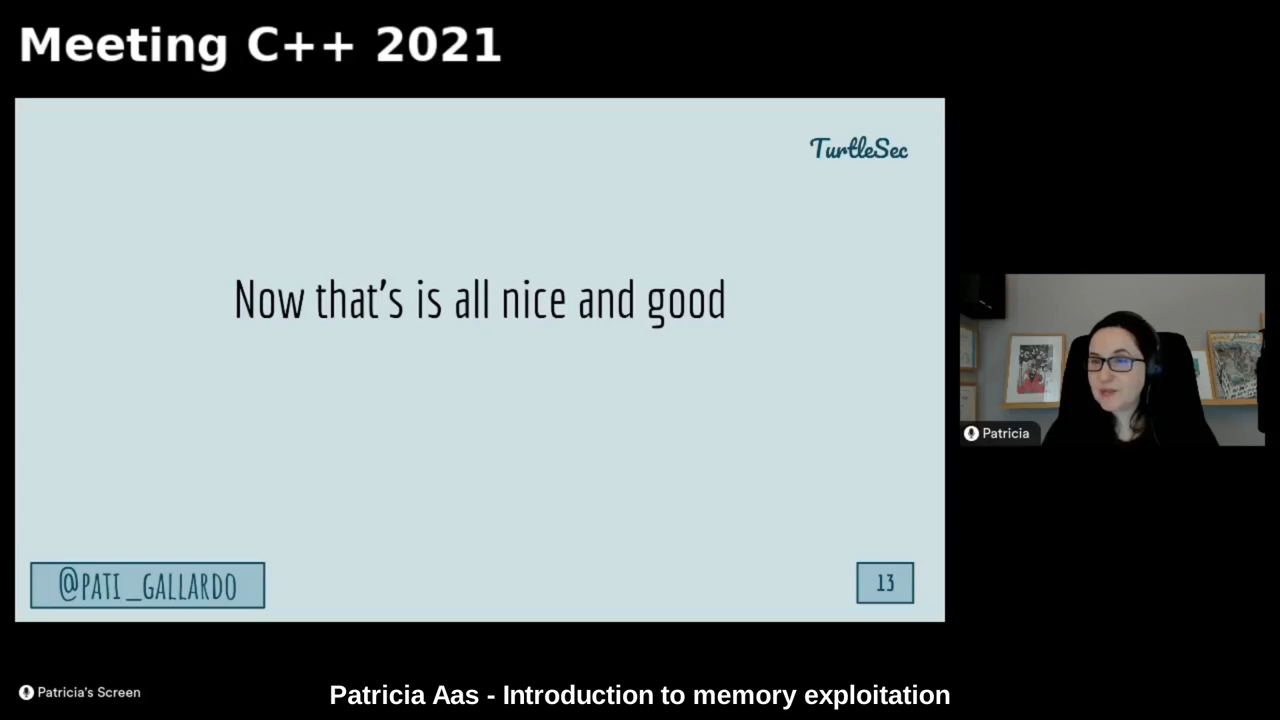 Meeting C++ 2021
TurtleSec
Now that's is all nice and good
@PATI_GALLARDO
13
Patricia
Patricia's Screen
Patricia Aas - Introduction to memory exploitation